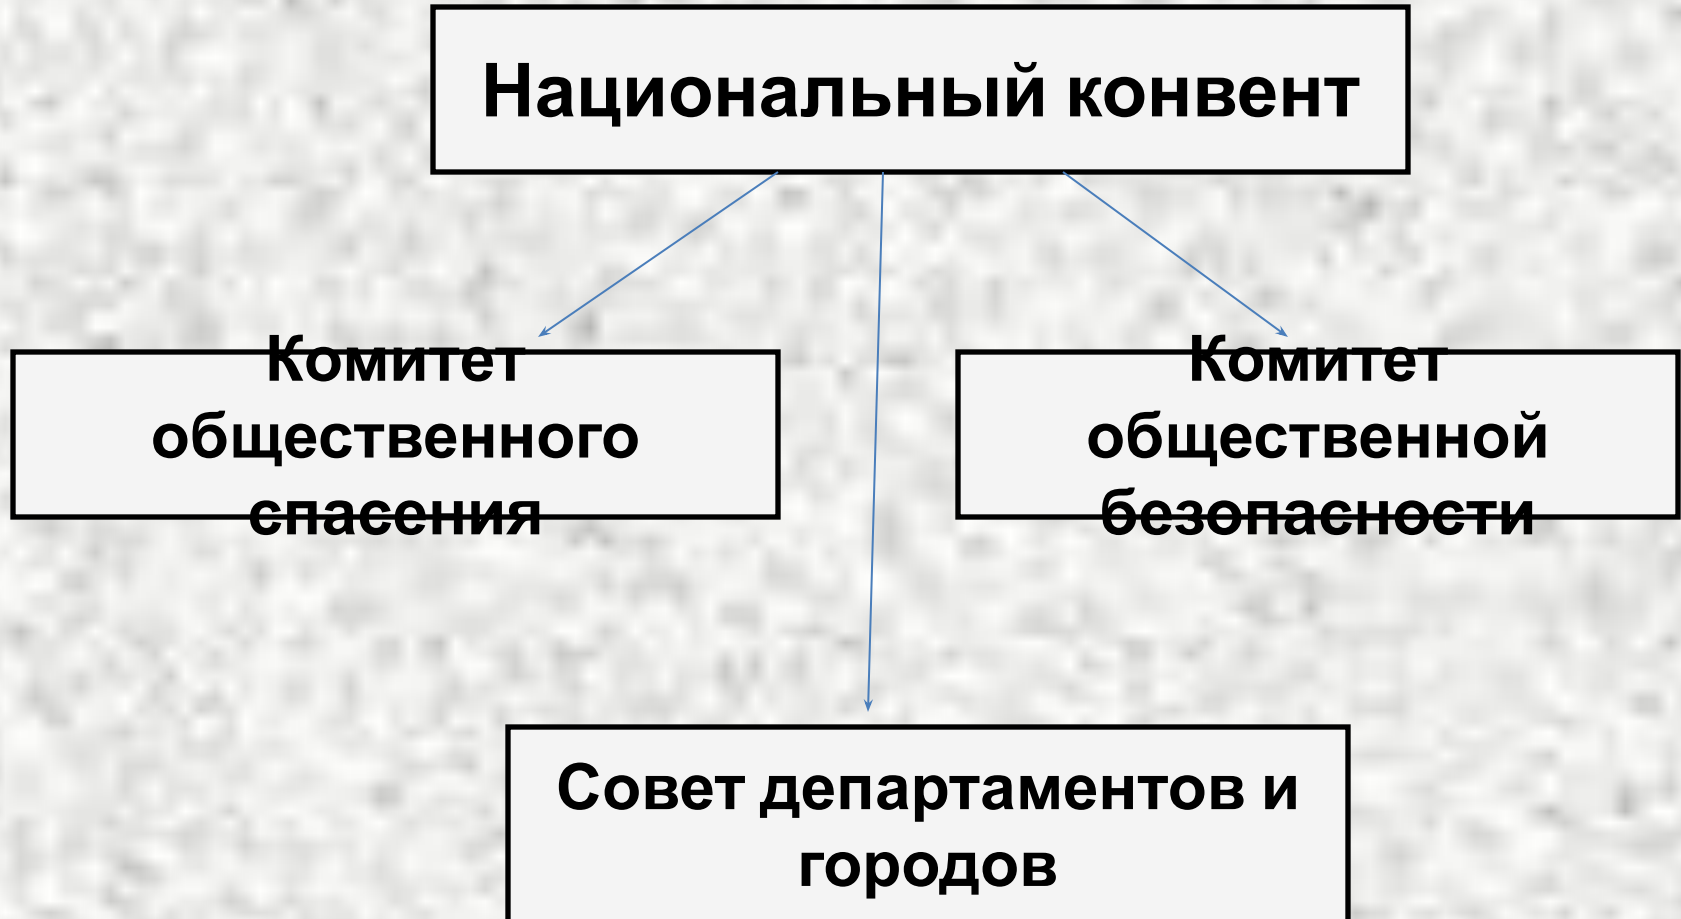 Национальный конвент
Комитет
общественного
спасения
Комитет
общественной
безопасности
Совет департаментов и
городов